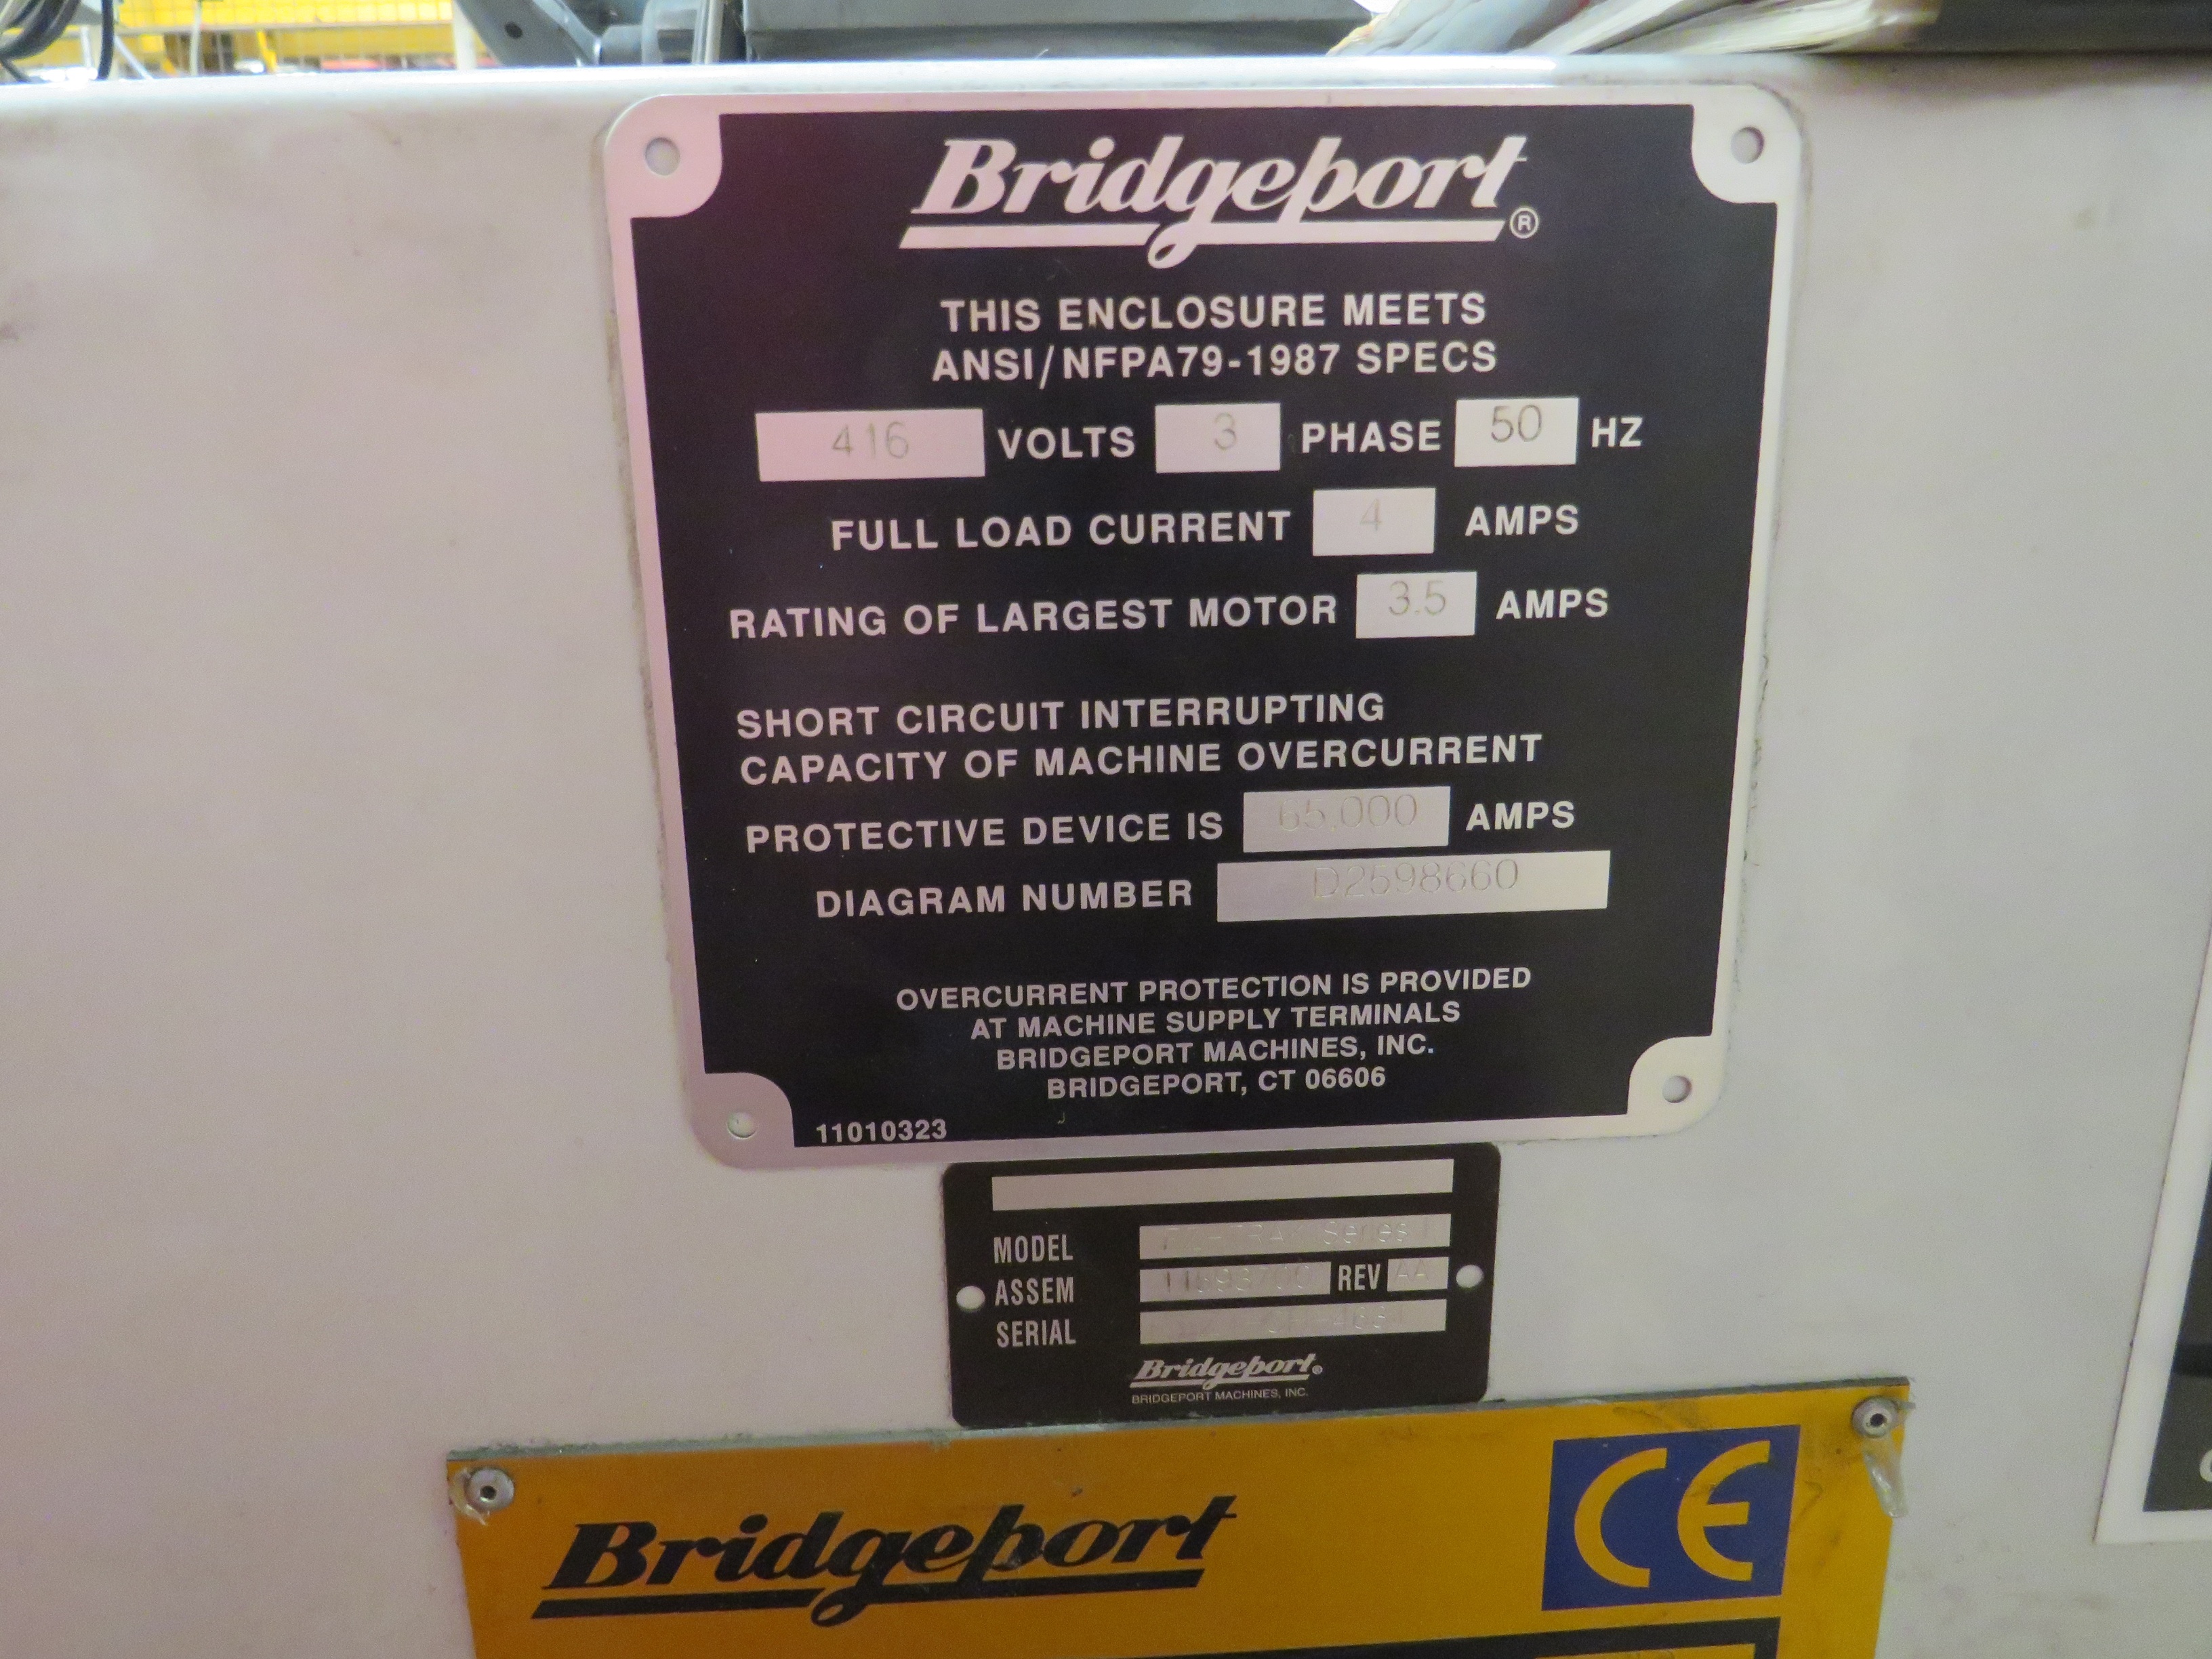 Bridgeport®
THIS ENCLOSURE MEETS
ANSI/NFPA79-1987 SPECS
416 VOLTS 3 PHASE 50 HZ
FULL LOAD CURRENT 4 AMPS
RATING OF LARGEST MOTOR 3.5 AMPS
SHORT CIRCUIT INTERRUPTING
CAPACITY OF MACHINE OVERCURRENT
PROTECTIVE DEVICE IS 65,000 AMPS
DIAGRAM NUMBER D2598660
OVERCURRENT PROTECTION IS PROVIDED
AT MACHINE SUPPLY TERMINALS
BRIDGEPORT MACHINES, INC.
BRIDGEPORT, CT 06606
11010323
MODEL Series
ASSEM REV AA
SERIAL
Bridgeport®
BRIDGEPORT MACHINES, INC.
Bridgeport CE